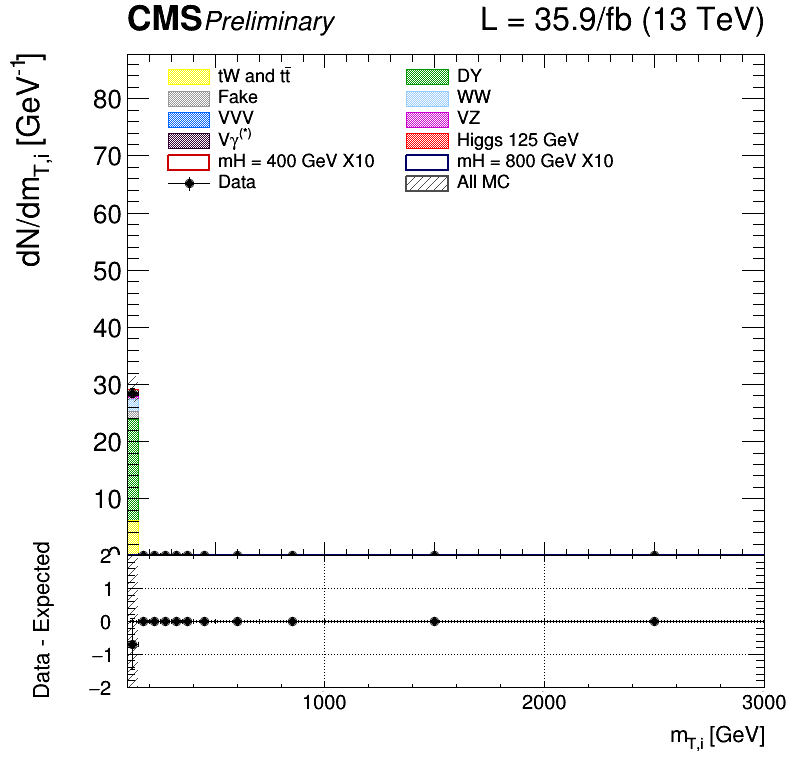 CMS Preliminary L = 35.9/fb (13 TeV)
dN/dm_T,i [GeV^-1]
tW and tt̄ DY
Fake WW
VVV VZ
Vγ^(*) Higgs 125 GeV
mH = 400 GeV X10 mH = 800 GeV X10
Data All MC
80
70
60
50
40
30
20
10
Data - Expected
2
1
0
−1
−2
1000 2000 3000
m_T,i [GeV]